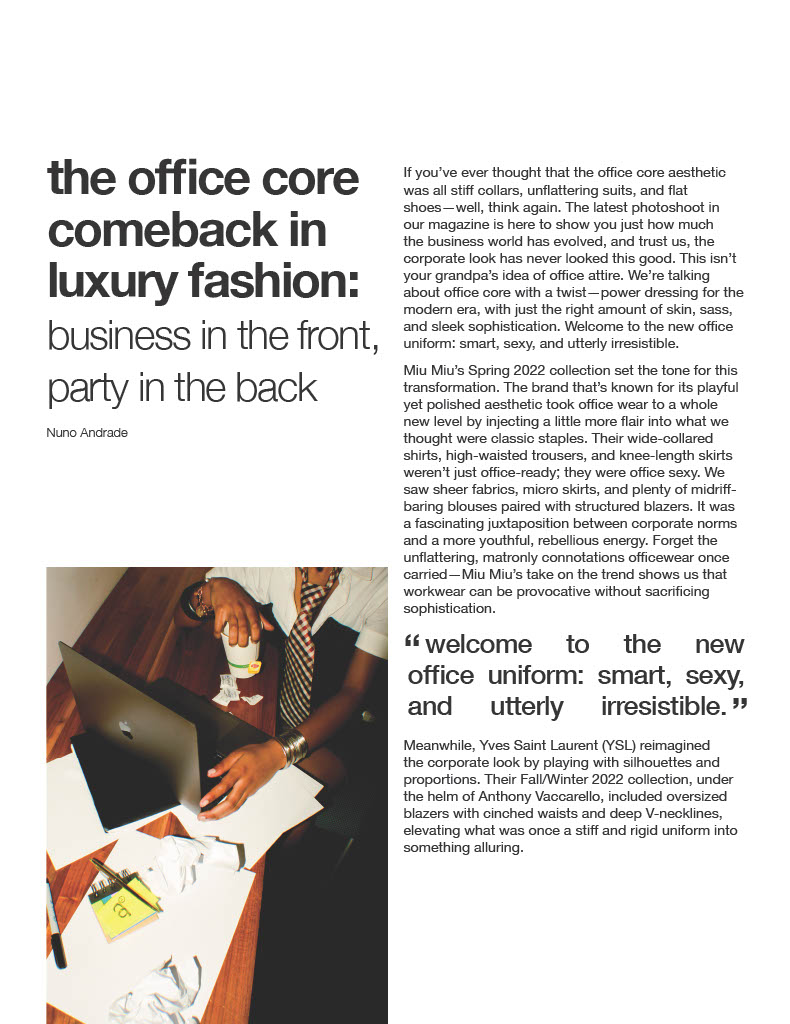 the office core
comeback in
luxury fashion:
business in the front,
party in the back
Nuno Andrade
If you’ve ever thought that the office core aesthetic
was all stiff collars, unflattering suits, and flat
shoes—well, think again. The latest photoshoot in
our magazine is here to show you just how much
the business world has evolved, and trust us, the
corporate look has never looked this good. This isn’t
your grandpa’s idea of office attire. We’re talking
about office core with a twist—power dressing for the
modern era, with just the right amount of skin, sass,
and sleek sophistication. Welcome to the new office
uniform: smart, sexy, and utterly irresistible.
Miu Miu’s Spring 2022 collection set the tone for this
transformation. The brand that’s known for its playful
yet polished aesthetic took office wear to a whole
new level by injecting a little more flair into what we
thought were classic staples. Their wide-collared
shirts, high-waisted trousers, and knee-length skirts
weren’t just office-ready; they were office sexy. We
saw sheer fabrics, micro skirts, and plenty of midriff-
baring blouses paired with structured blazers. It was
a fascinating juxtaposition between corporate norms
and a more youthful, rebellious energy. Forget the
unflattering, matronly connotations officewear once
carried—Miu Miu’s take on the trend shows us that
workwear can be provocative without sacrificing
sophistication.
“welcome to the new
office uniform: smart, sexy,
and utterly irresistible.”
Meanwhile, Yves Saint Laurent (YSL) reimagined
the corporate look by playing with silhouettes and
proportions. Their Fall/Winter 2022 collection, under
the helm of Anthony Vaccarello, included oversized
blazers with cinched waists and deep V-necklines,
elevating what was once a stiff and rigid uniform into
something alluring.